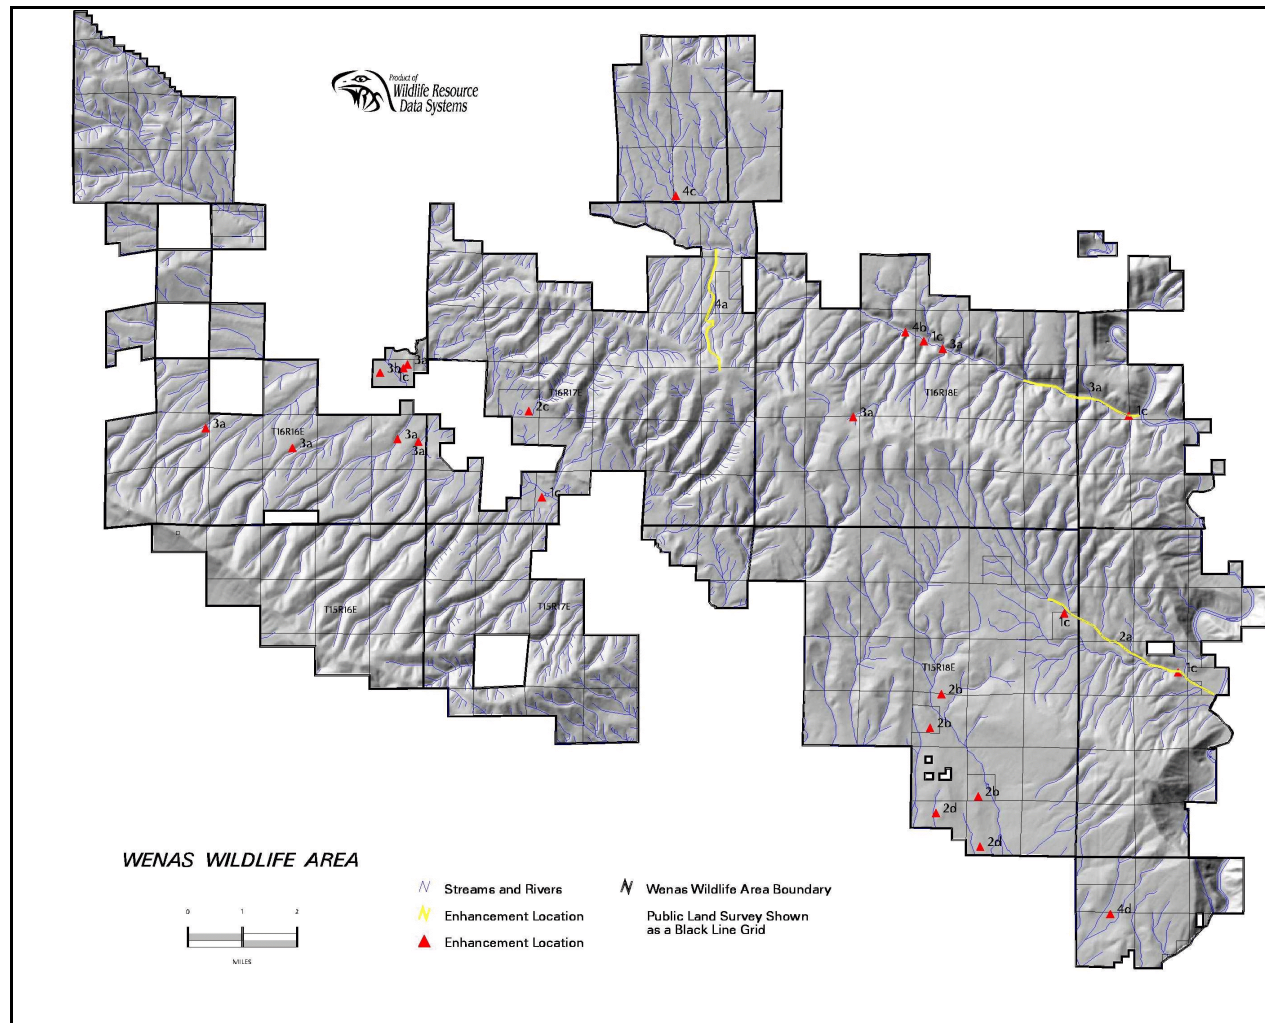 Product of
Wildlife Resource
Data Systems
4c
4a
4b
1c
3a
3a
3b
1c
3a
1c
2c
T16R17E
T16R18E
3a
3a
T16R16E
3a
3a
3a
1c
T15R16E
T15R17E
1c
2a
1c
T15R18E
2b
2b
2b
2d
2d
4d
WENAS WILDLIFE AREA
0 1 2
MILES
Streams and Rivers
Enhancement Location
Enhancement Location
Wenas Wildlife Area Boundary
Public Land Survey Shown
as a Black Line Grid